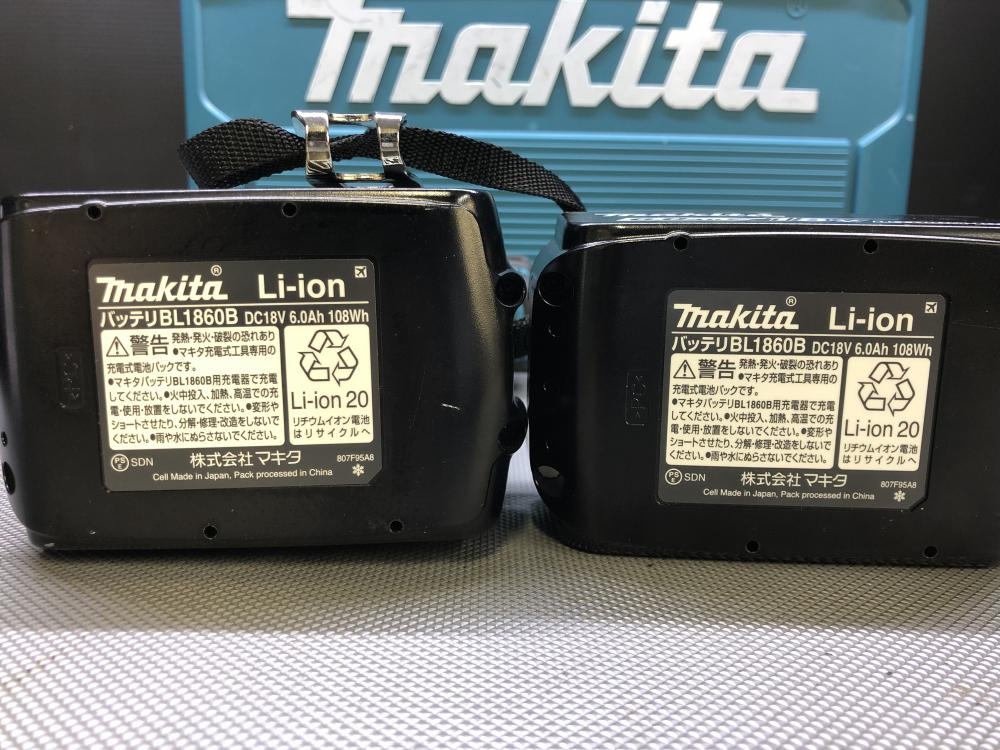 makita
®
makita® Li-ion
バッテリBL1860B DC18V 6.0Ah 108Wh
警告 発熱・発火・破裂の恐れあり
●マキタ充電式工具専用の
充電式電池パックです。
●マキタバッテリBL1860B用充電器で充電
してください。●火中投入、加熱、高温での充
電・使用・放置をしないでください。●変形や
ショートさせたり、分解・修理・改造をしないで
ください。●雨や水にぬらさないでください。
Li-ion 20
リチウムイオン電池
はリサイクルへ
PSE SDN 株式会社 マキタ 807F95A8
Cell Made in Japan, Pack processed in China
makita® Li-ion
バッテリBL1860B DC18V 6.0Ah 108Wh
警告 発熱・発火・破裂の恐れあり
●マキタ充電式工具専用の
充電式電池パックです。
●マキタバッテリBL1860B用充電器で充電
してください。●火中投入、加熱、高温での充
電・使用・放置をしないでください。●変形や
ショートさせたり、分解・修理・改造をしないで
ください。●雨や水にぬらさないでください。
Li-ion 20
リチウムイオン電池
はリサイクルへ
PSE SDN 株式会社 マキタ 807F95A8
Cell Made in Japan, Pack processed in China